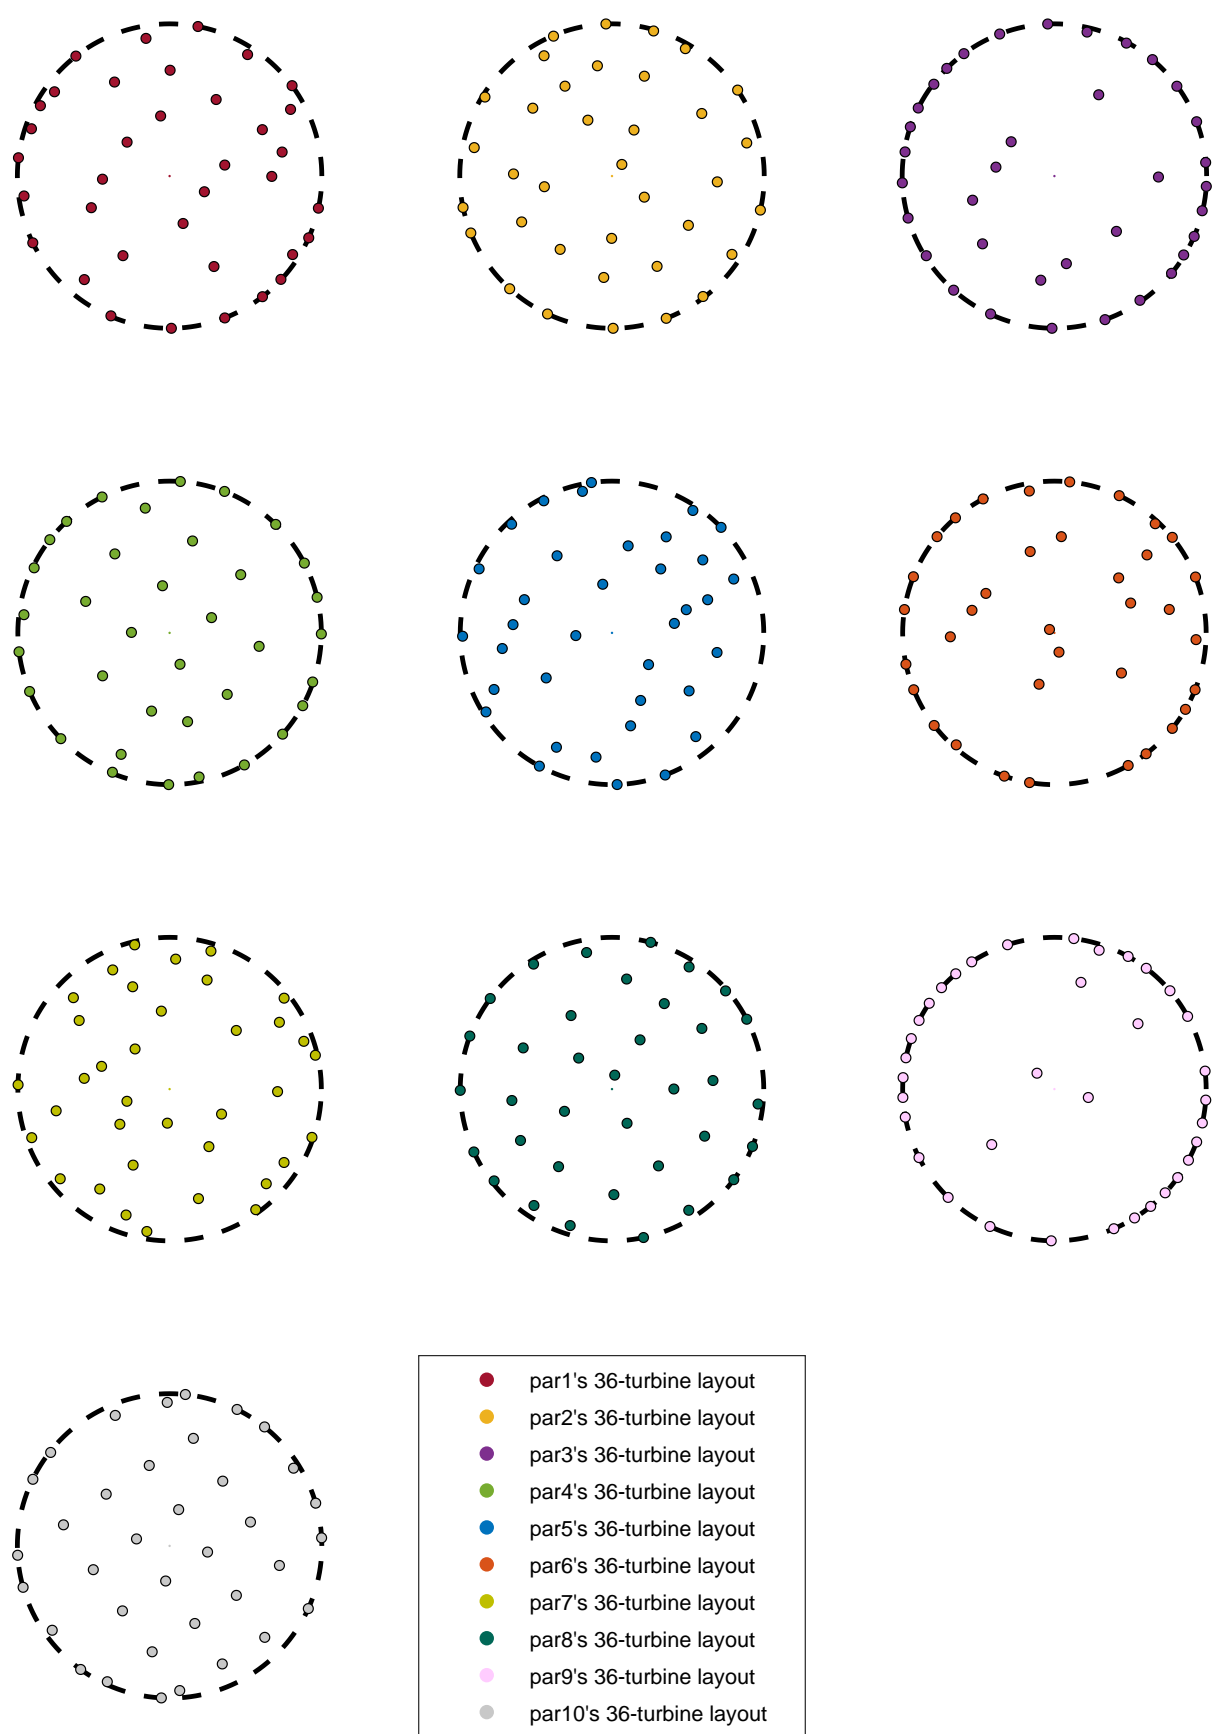 par1's 36-turbine layout
par2's 36-turbine layout
par3's 36-turbine layout
par4's 36-turbine layout
par5's 36-turbine layout
par6's 36-turbine layout
par7's 36-turbine layout
par8's 36-turbine layout
par9's 36-turbine layout
par10's 36-turbine layout